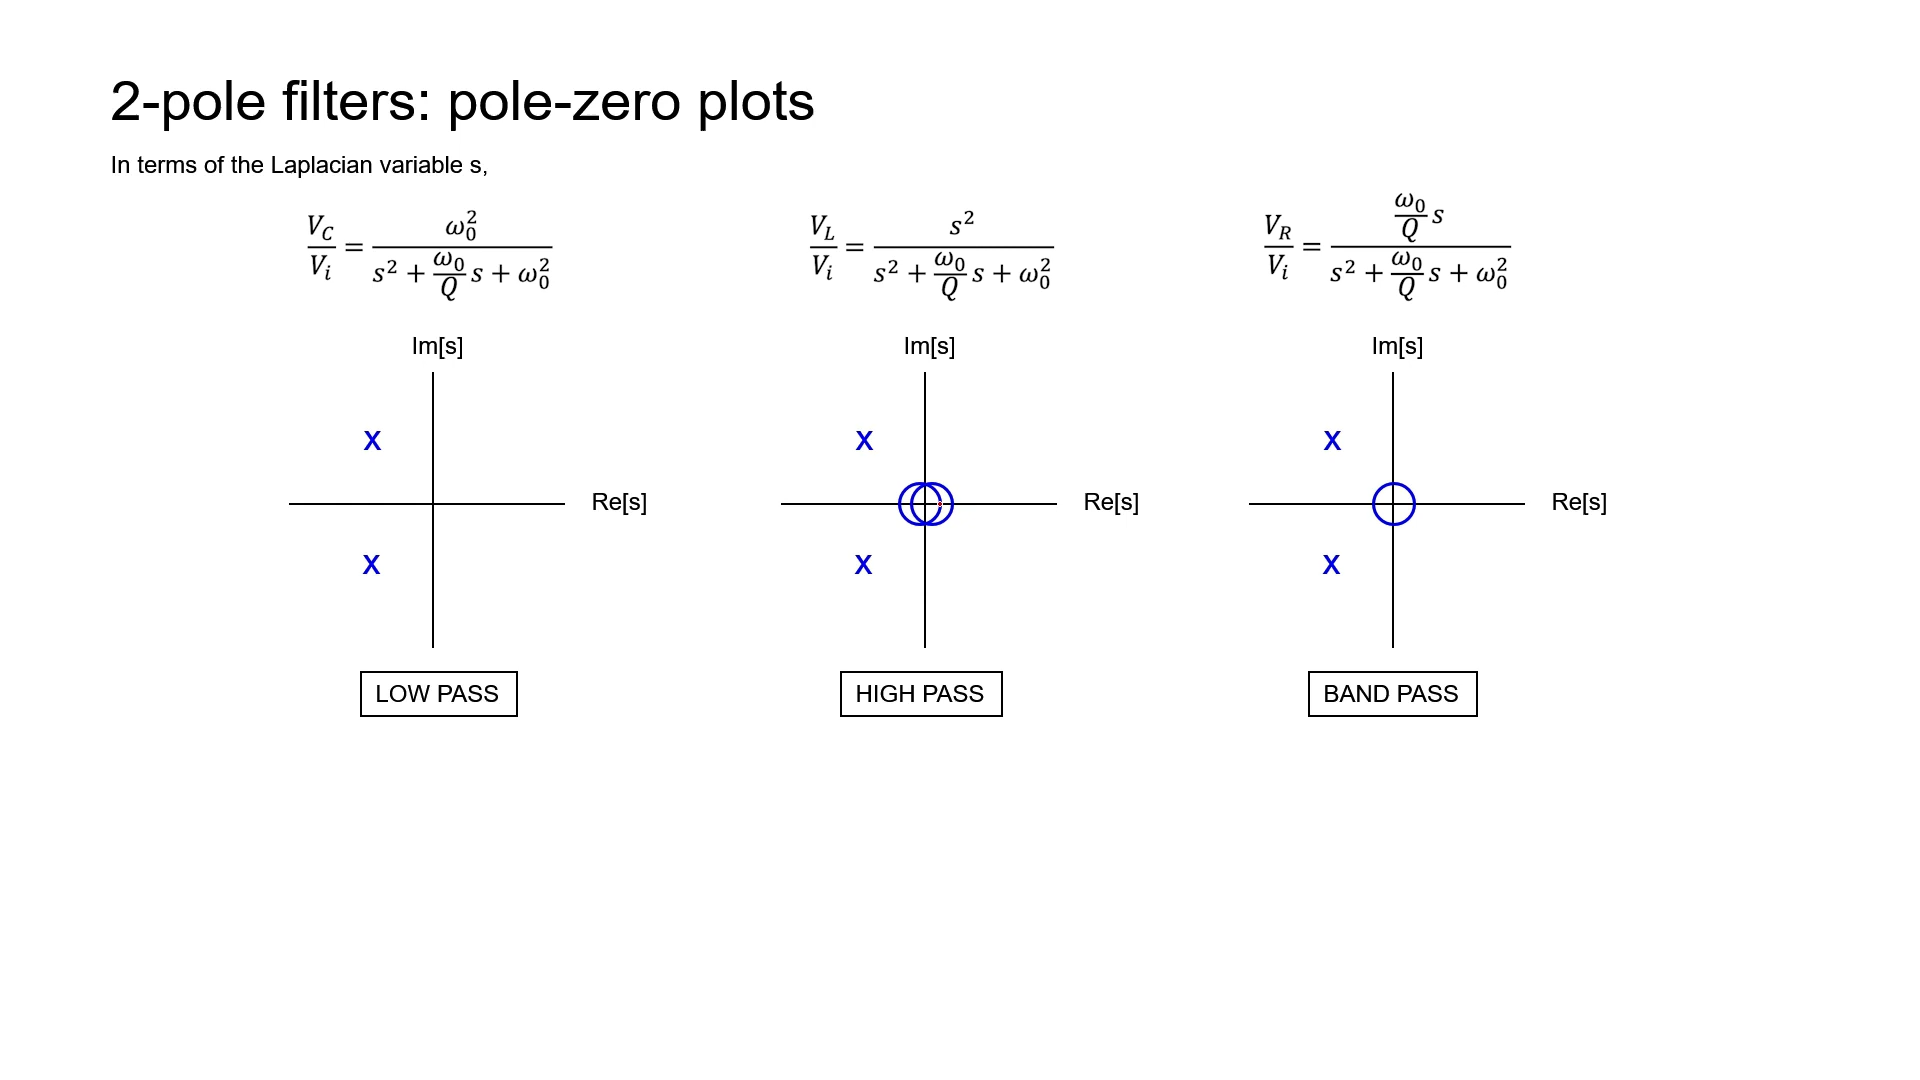 2-pole filters: pole-zero plots
In terms of the Laplacian variable s,
V_C/V_i = ω_0^2 / (s^2 + (ω_0/Q)s + ω_0^2)
V_L/V_i = s^2 / (s^2 + (ω_0/Q)s + ω_0^2)
V_R/V_i = (ω_0/Q)s / (s^2 + (ω_0/Q)s + ω_0^2)
Im[s]
Im[s]
Im[s]
X
X
X
Re[s]
Re[s]
Re[s]
X
X
X
LOW PASS
HIGH PASS
BAND PASS